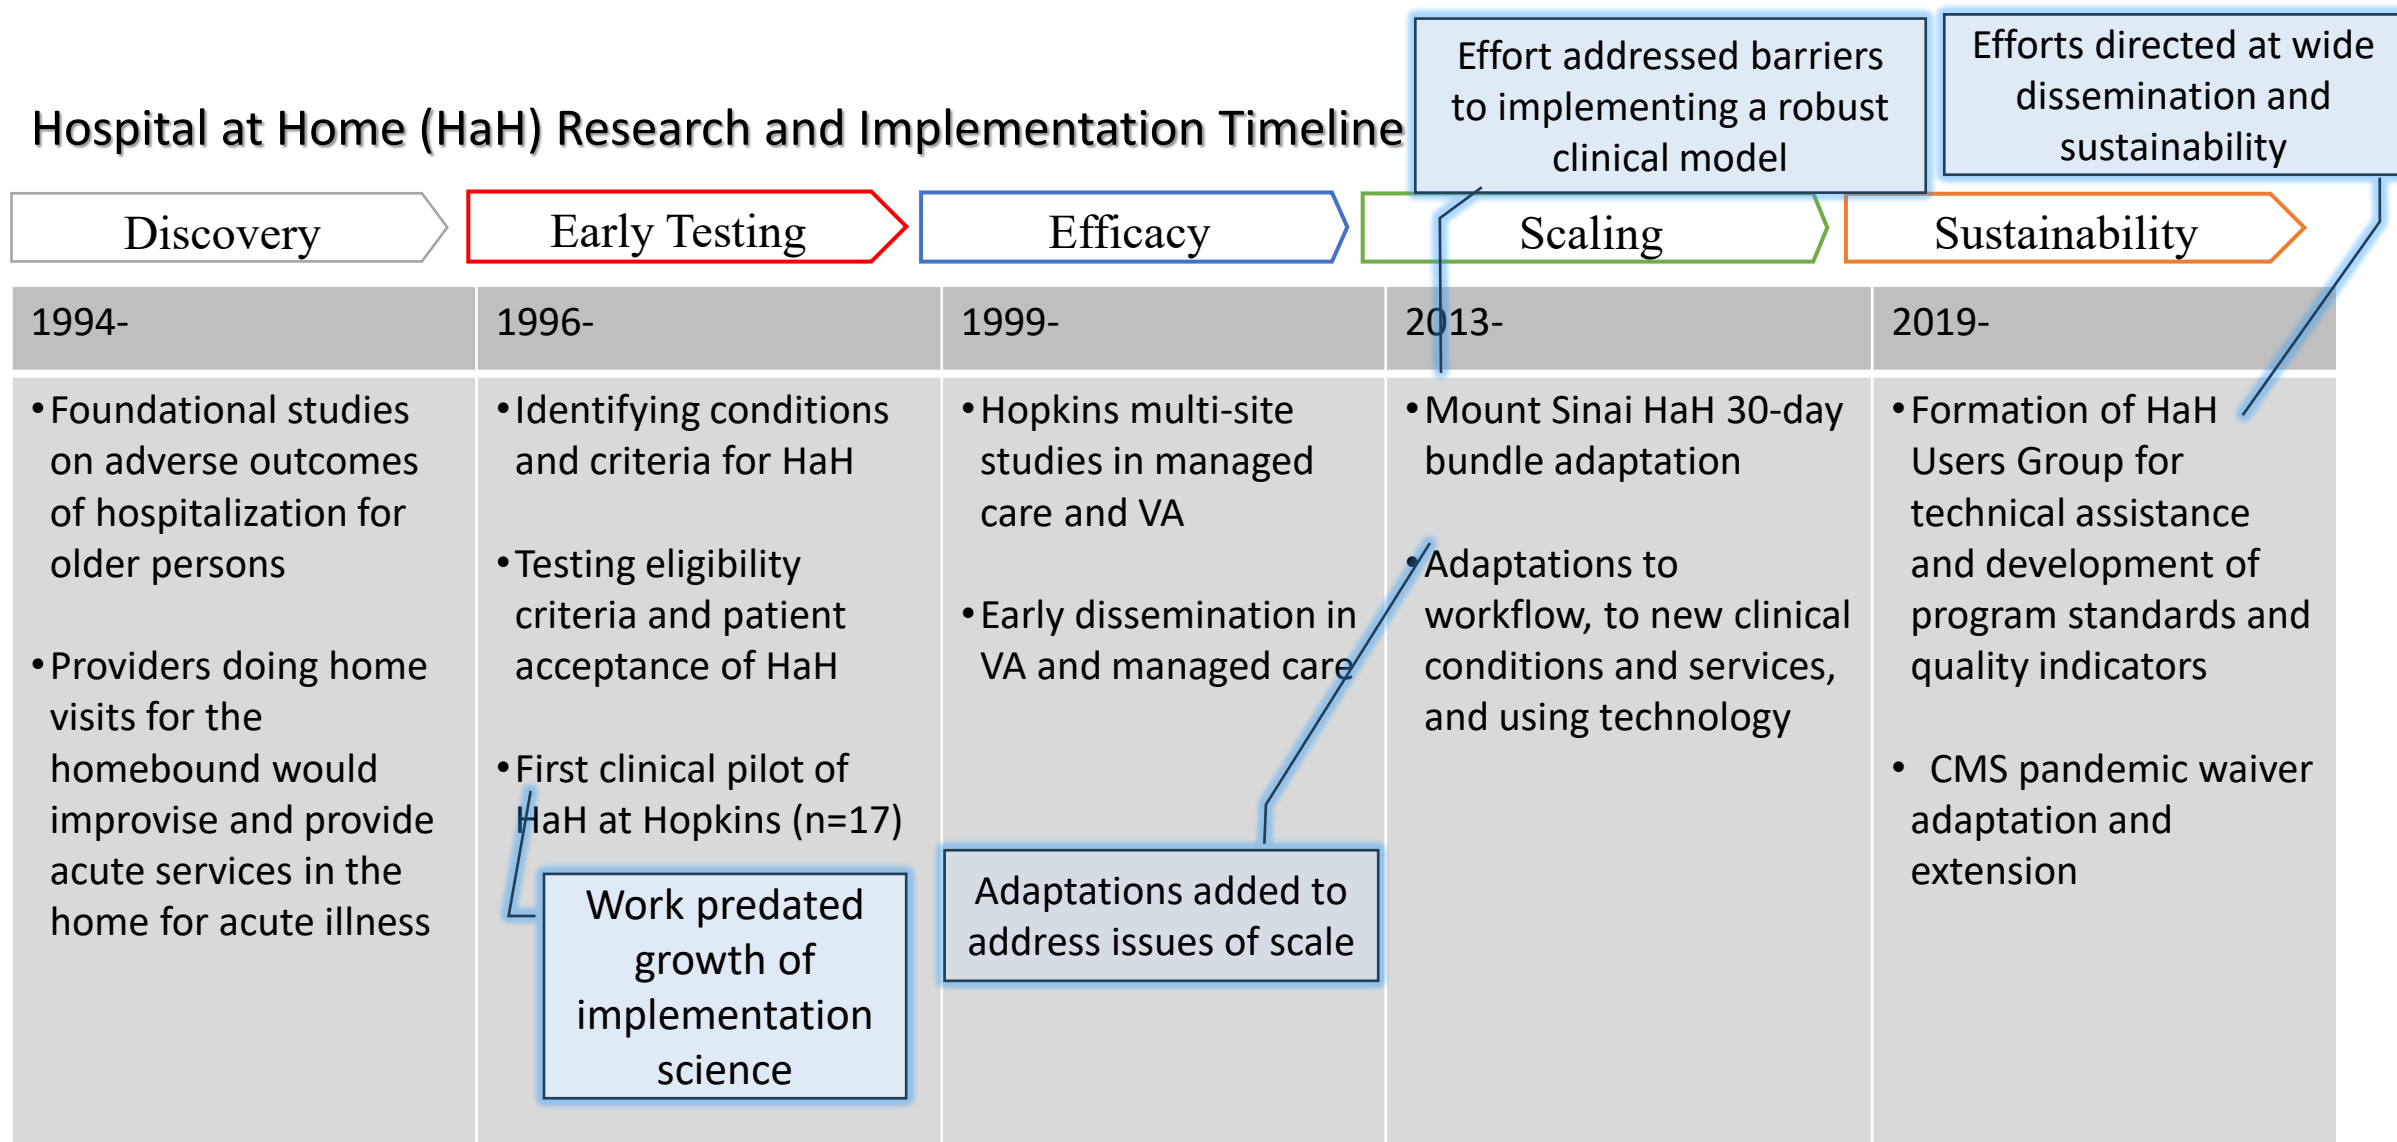 Effort addressed barriers
to implementing a robust
clinical model
Efforts directed at wide
dissemination and
sustainability
Hospital at Home (HaH) Research and Implementation Timeline
Discovery
Early Testing
Efficacy
Scaling
Sustainability
1994-
1996-
1999-
2013-
2019-
•Foundational studies
on adverse outcomes
of hospitalization for
older persons
•Providers doing home
visits for the
homebound would
improvise and provide
acute services in the
home for acute illness
•Identifying conditions
and criteria for HaH
•Testing eligibility
criteria and patient
acceptance of HaH
•First clinical pilot of
HaH at Hopkins (n=17)
Work predated
growth of
implementation
science
•Hopkins multi-site
studies in managed
care and VA
•Early dissemination in
VA and managed care
Adaptations added to
address issues of scale
•Mount Sinai HaH 30-day
bundle adaptation
•Adaptations to
workflow, to new clinical
conditions and services,
and using technology
•Formation of HaH
Users Group for
technical assistance
and development of
program standards and
quality indicators
• CMS pandemic waiver
adaptation and
extension